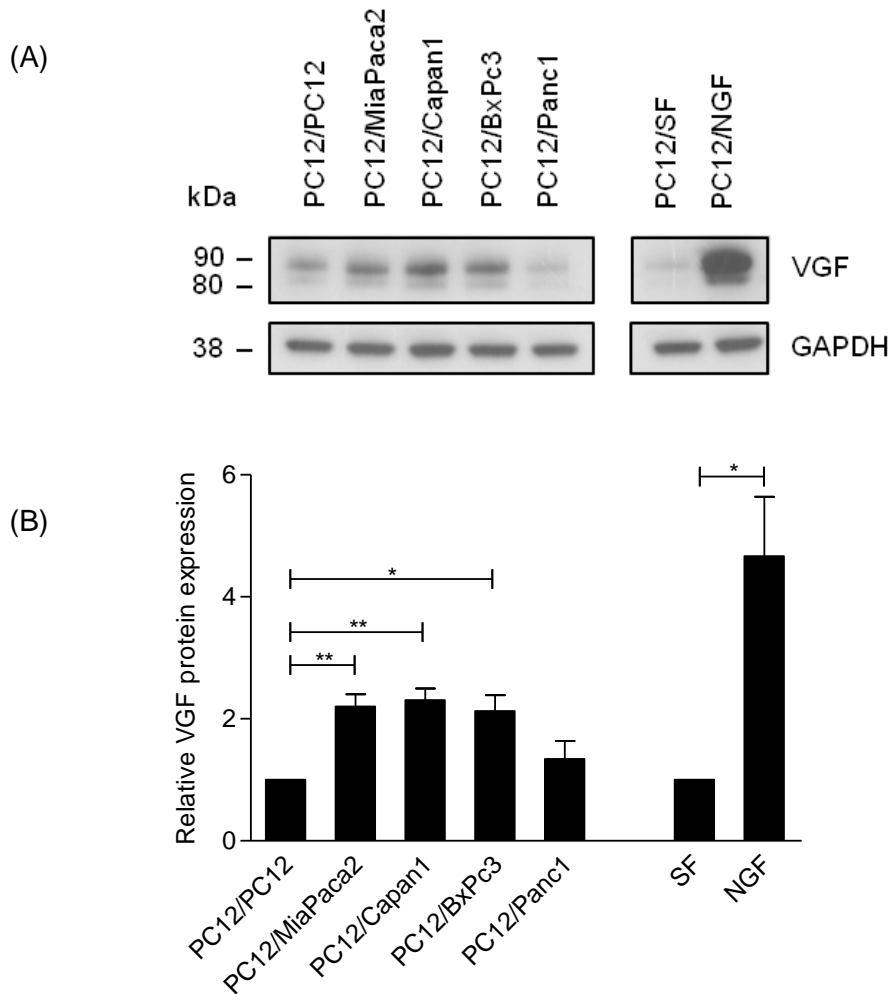 (A)
PC12/PC12
PC12/MiaPaca2
PC12/Capan1
PC12/BxPc3
PC12/Panc1
PC12/SF
PC12/NGF
kDa
90 –
80 –
VGF
38 –
GAPDH
(B)
Relative VGF protein expression
6
4
2
0
*
**
**
*
PC12/PC12
PC12/MiaPaca2
PC12/Capan1
PC12/BxPc3
PC12/Panc1
SF
NGF